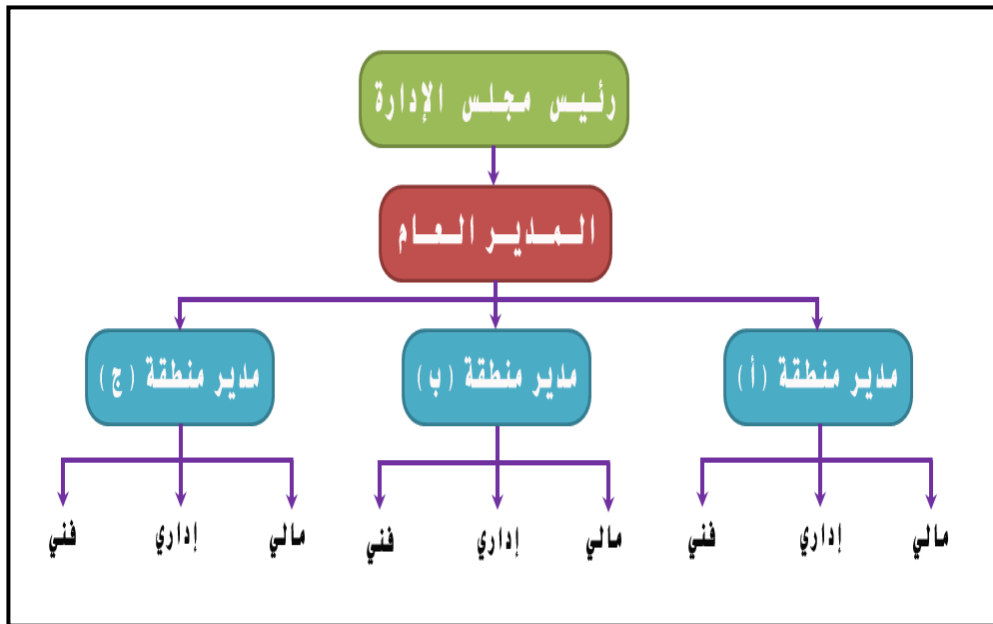 رئيس مجلس الإدارة
المدير العام
مدير منطقة (أ)
مدير منطقة (ب)
مدير منطقة (ج)
مالي
إداري
فني
مالي
إداري
فني
مالي
إداري
فني